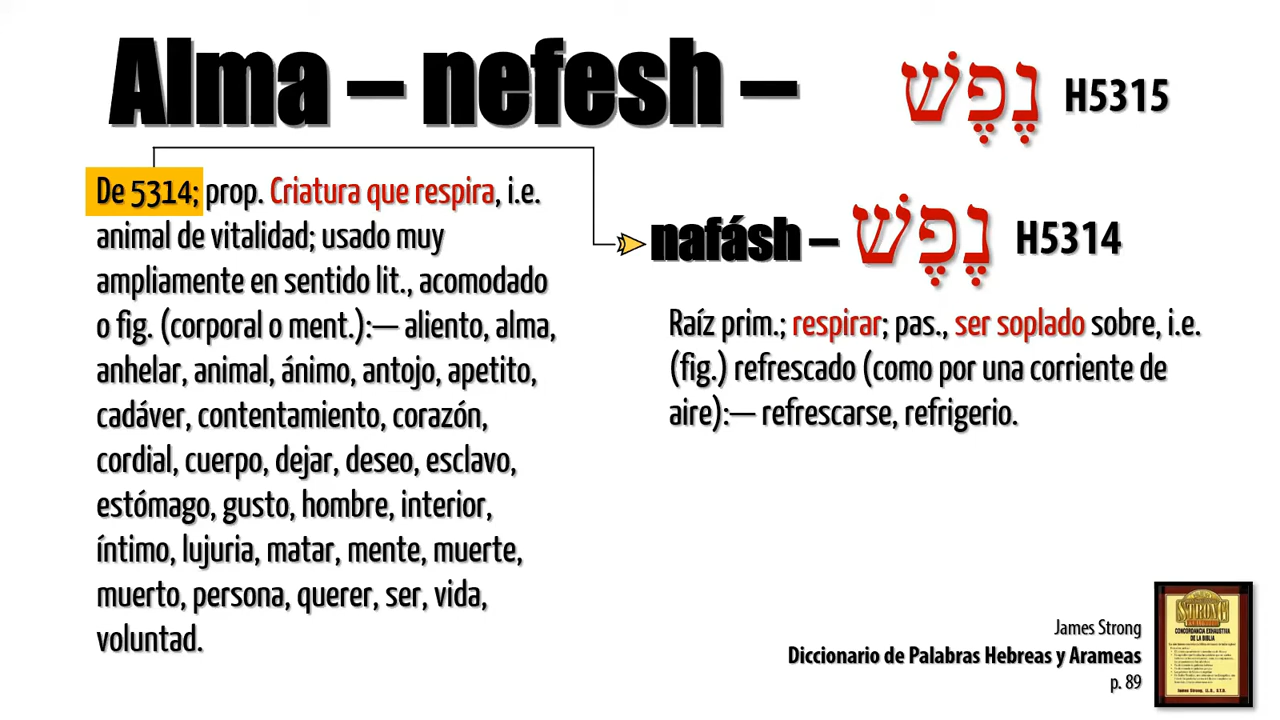 Alma – nefesh – נֶפֶשׁ H5315
De 5314; prop. Criatura que respira, i.e.
animal de vitalidad; usado muy
ampliamente en sentido lit., acomodado
o fig. (corporal o ment.):— aliento, alma,
anhelar, animal, ánimo, antojo, apetito,
cadáver, contentamiento, corazón,
cordial, cuerpo, dejar, deseo, esclavo,
estómago, gusto, hombre, interior,
íntimo, lujuria, matar, mente, muerte,
muerto, persona, querer, ser, vida,
voluntad.
nafásh – נֶפֶשׁ H5314
Raíz prim.; respirar; pas., ser soplado sobre, i.e.
(fig.) refrescado (como por una corriente de
aire):— refrescarse, refrigerio.
James Strong
Diccionario de Palabras Hebreas y Arameas
p. 89
STRONG
CONCORDANCIA EXHAUSTIVA
DE LA BIBLIA
James Strong, LL.D., S.T.D.